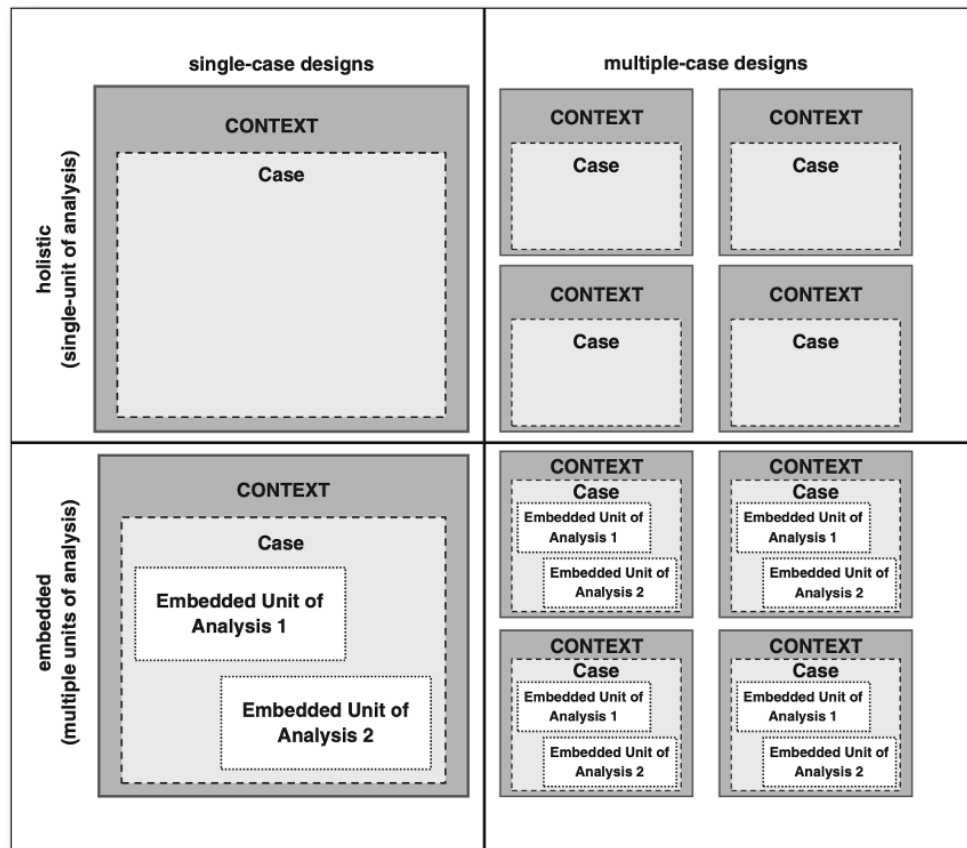 single-case designs
multiple-case designs
holistic
(single-unit of analysis)
CONTEXT
Case
CONTEXT
Case
CONTEXT
Case
CONTEXT
Case
CONTEXT
Case
embedded
(multiple units of analysis)
CONTEXT
Case
Embedded Unit of
Analysis 1
Embedded Unit of
Analysis 2
CONTEXT
Case
Embedded Unit of
Analysis 1
Embedded Unit of
Analysis 2
CONTEXT
Case
Embedded Unit of
Analysis 1
Embedded Unit of
Analysis 2
CONTEXT
Case
Embedded Unit of
Analysis 1
Embedded Unit of
Analysis 2
CONTEXT
Case
Embedded Unit of
Analysis 1
Embedded Unit of
Analysis 2